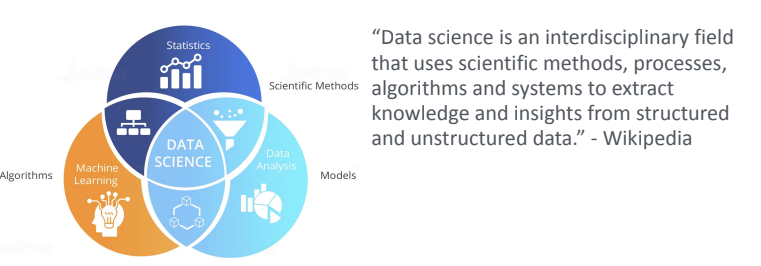 Statistics
Scientific Methods
DATA
SCIENCE
Machine
Learning
Data
Analysis
Algorithms
Models
“Data science is an interdisciplinary field
that uses scientific methods, processes,
algorithms and systems to extract
knowledge and insights from structured
and unstructured data.” - Wikipedia